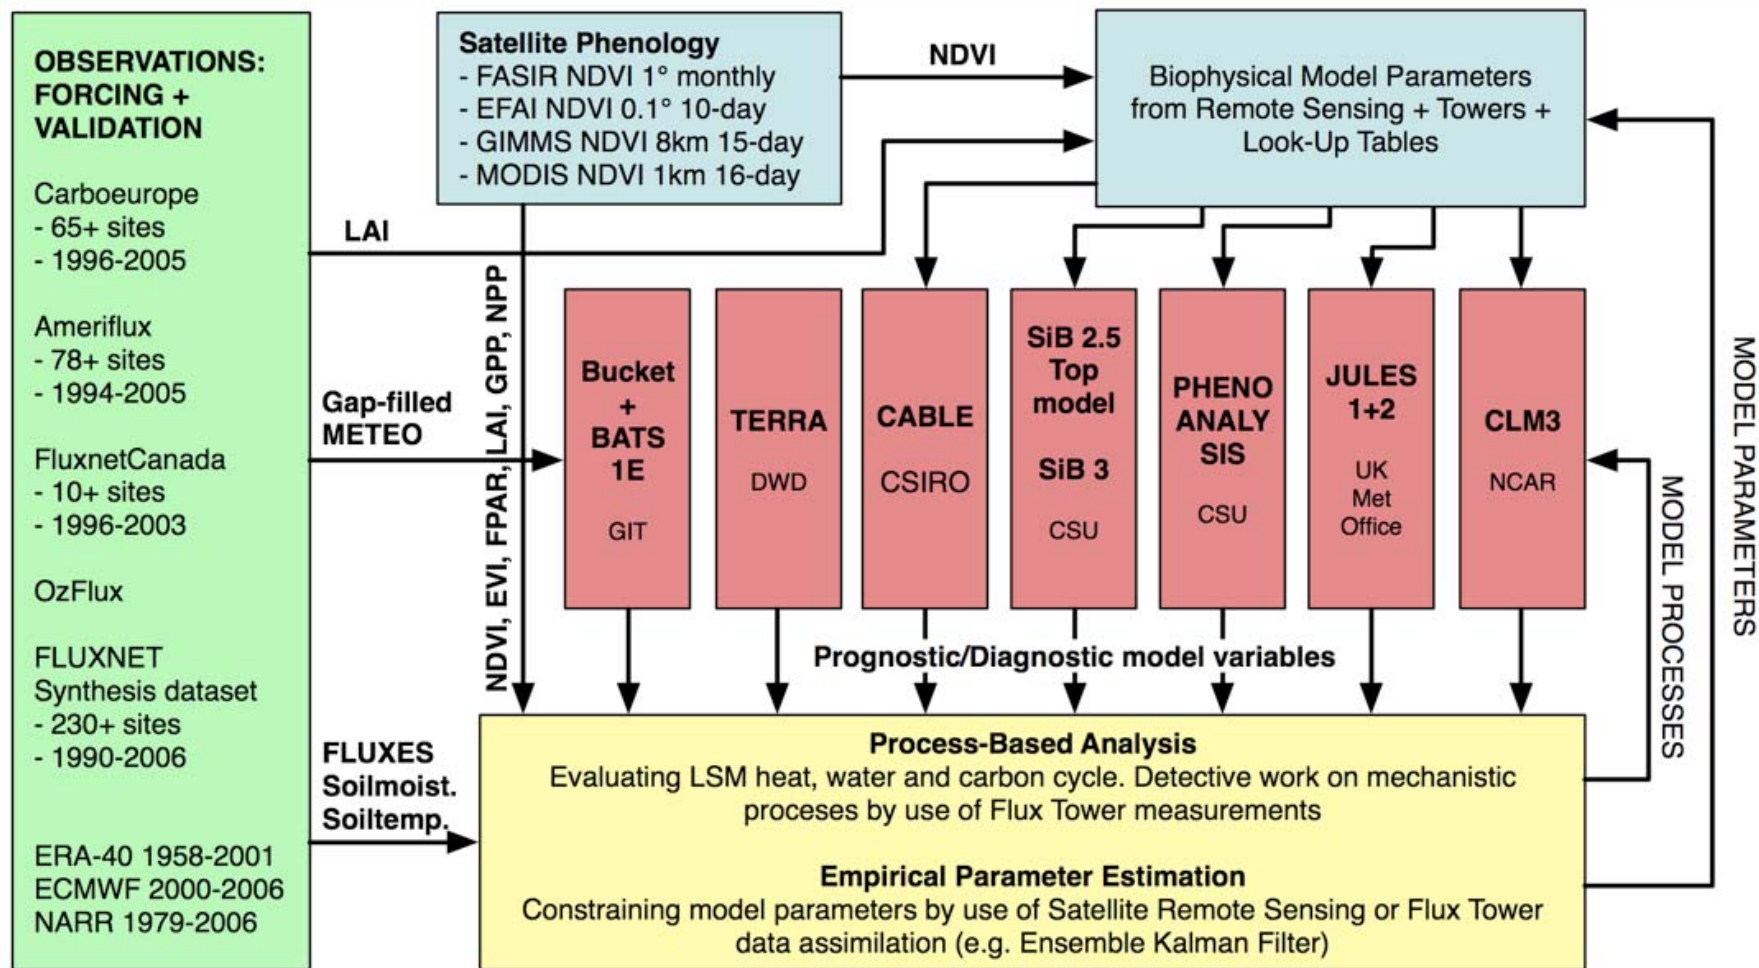 OBSERVATIONS:
FORCING +
VALIDATION
Carboeurope
- 65+ sites
- 1996-2005
Ameriflux
- 78+ sites
- 1994-2005
FluxnetCanada
- 10+ sites
- 1996-2003
OzFlux
FLUXNET
Synthesis dataset
- 230+ sites
- 1990-2006
ERA-40 1958-2001
ECMWF 2000-2006
NARR 1979-2006
Satellite Phenology
- FASIR NDVI 1° monthly
- EFAI NDVI 0.1° 10-day
- GIMMS NDVI 8km 15-day
- MODIS NDVI 1km 16-day
NDVI
Biophysical Model Parameters
from Remote Sensing + Towers +
Look-Up Tables
LAI
Gap-filled
METEO
FLUXES
Soilmoist.
Soiltemp.
NDVI, EVI, FPAR, LAI, GPP, NPP
Bucket
+
BATS
1E
GIT
TERRA
DWD
CABLE
CSIRO
SiB 2.5
Top
model
SiB 3
CSU
PHENO
ANALY
SIS
CSU
JULES
1+2
UK
Met
Office
CLM3
NCAR
Prognostic/Diagnostic model variables
MODEL PROCESSES
MODEL PARAMETERS
Process-Based Analysis
Evaluating LSM heat, water and carbon cycle. Detective work on mechanistic
proceses by use of Flux Tower measurements
Empirical Parameter Estimation
Constraining model parameters by use of Satellite Remote Sensing or Flux Tower
data assimilation (e.g. Ensemble Kalman Filter)